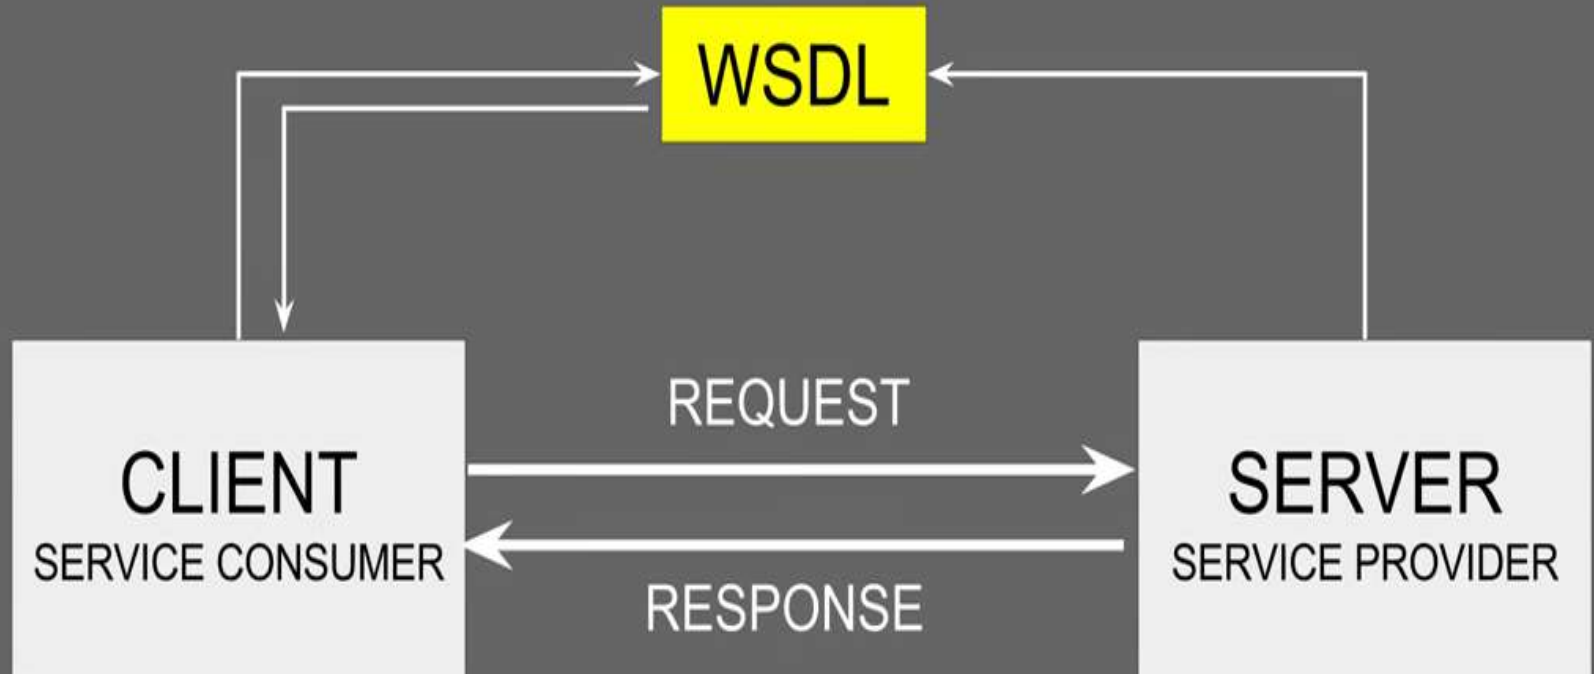 WSDL
REQUEST
CLIENT
SERVICE CONSUMER
SERVER
SERVICE PROVIDER
RESPONSE